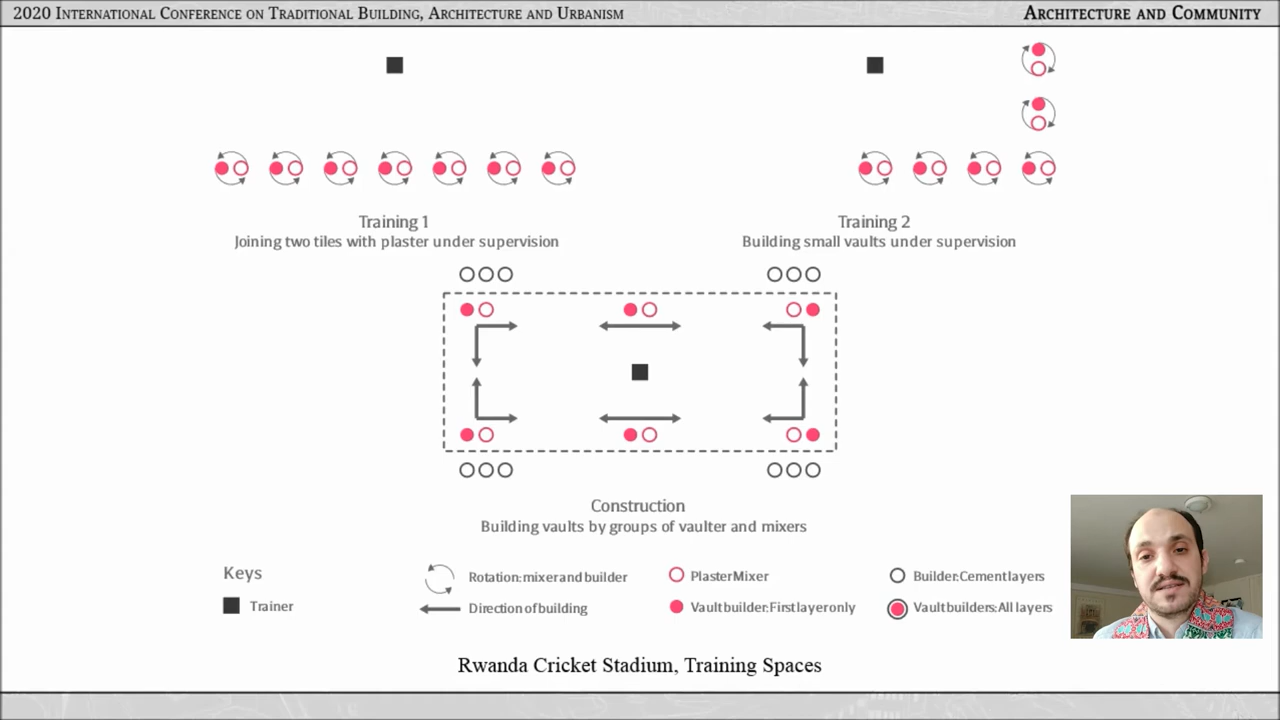 2020 International Conference on Traditional Building, Architecture and Urbanism
Architecture and Community
Training 1
Joining two tiles with plaster under supervision
Training 2
Building small vaults under supervision
Construction
Building vaults by groups of vaulter and mixers
Keys
Trainer
Rotation: mixer and builder
Direction of building
Plaster Mixer
Vault builder: First layer only
Builder: Cement layers
Vault builders: All layers
Rwanda Cricket Stadium, Training Spaces